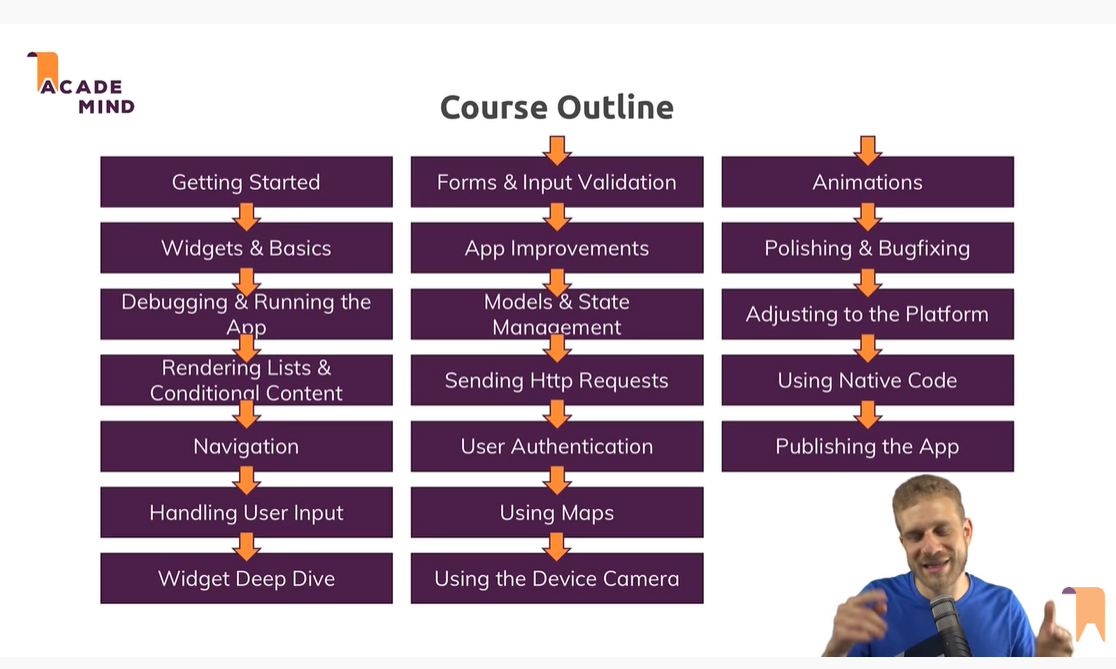 ACADE
MIND
Course Outline
Getting Started
Widgets & Basics
Debugging & Running the
App
Rendering Lists &
Conditional Content
Navigation
Handling User Input
Widget Deep Dive
Forms & Input Validation
App Improvements
Models & State
Management
Sending Http Requests
User Authentication
Using Maps
Using the Device Camera
Animations
Polishing & Bugfixing
Adjusting to the Platform
Using Native Code
Publishing the App